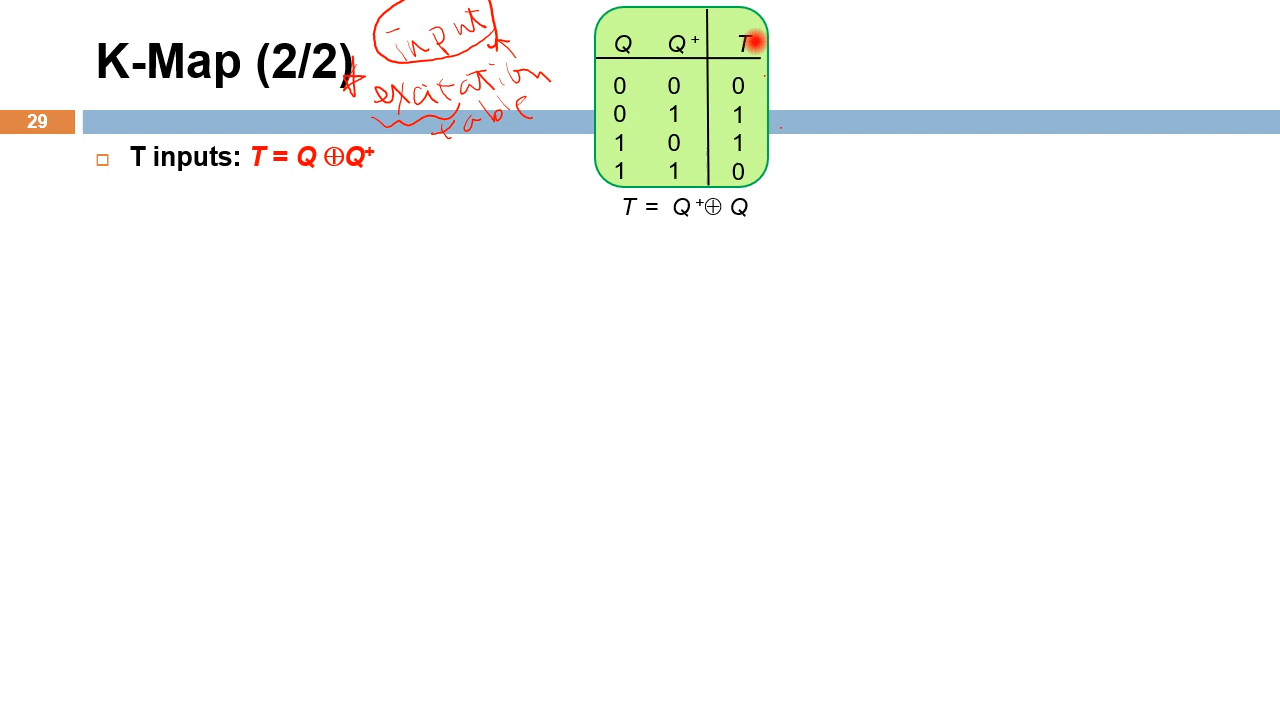 K-Map (2/2)
input
excitation
table
29
T inputs: T = Q ⊕Q+
Q Q+ T
0 0 0
0 1 1
1 0 1
1 1 0
T = Q+⊕ Q